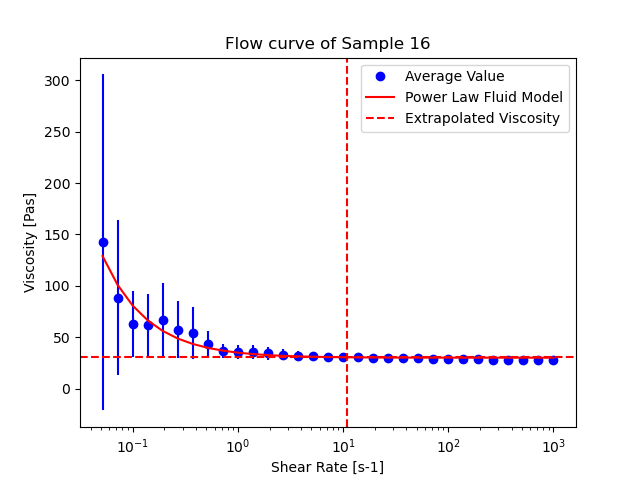 Flow curve of Sample 16
Average Value
Power Law Fluid Model
Extrapolated Viscosity
300
250
200
150
100
50
0
Viscosity [Pas]
10⁻¹ 10⁰ 10¹ 10² 10³
Shear Rate [s-1]